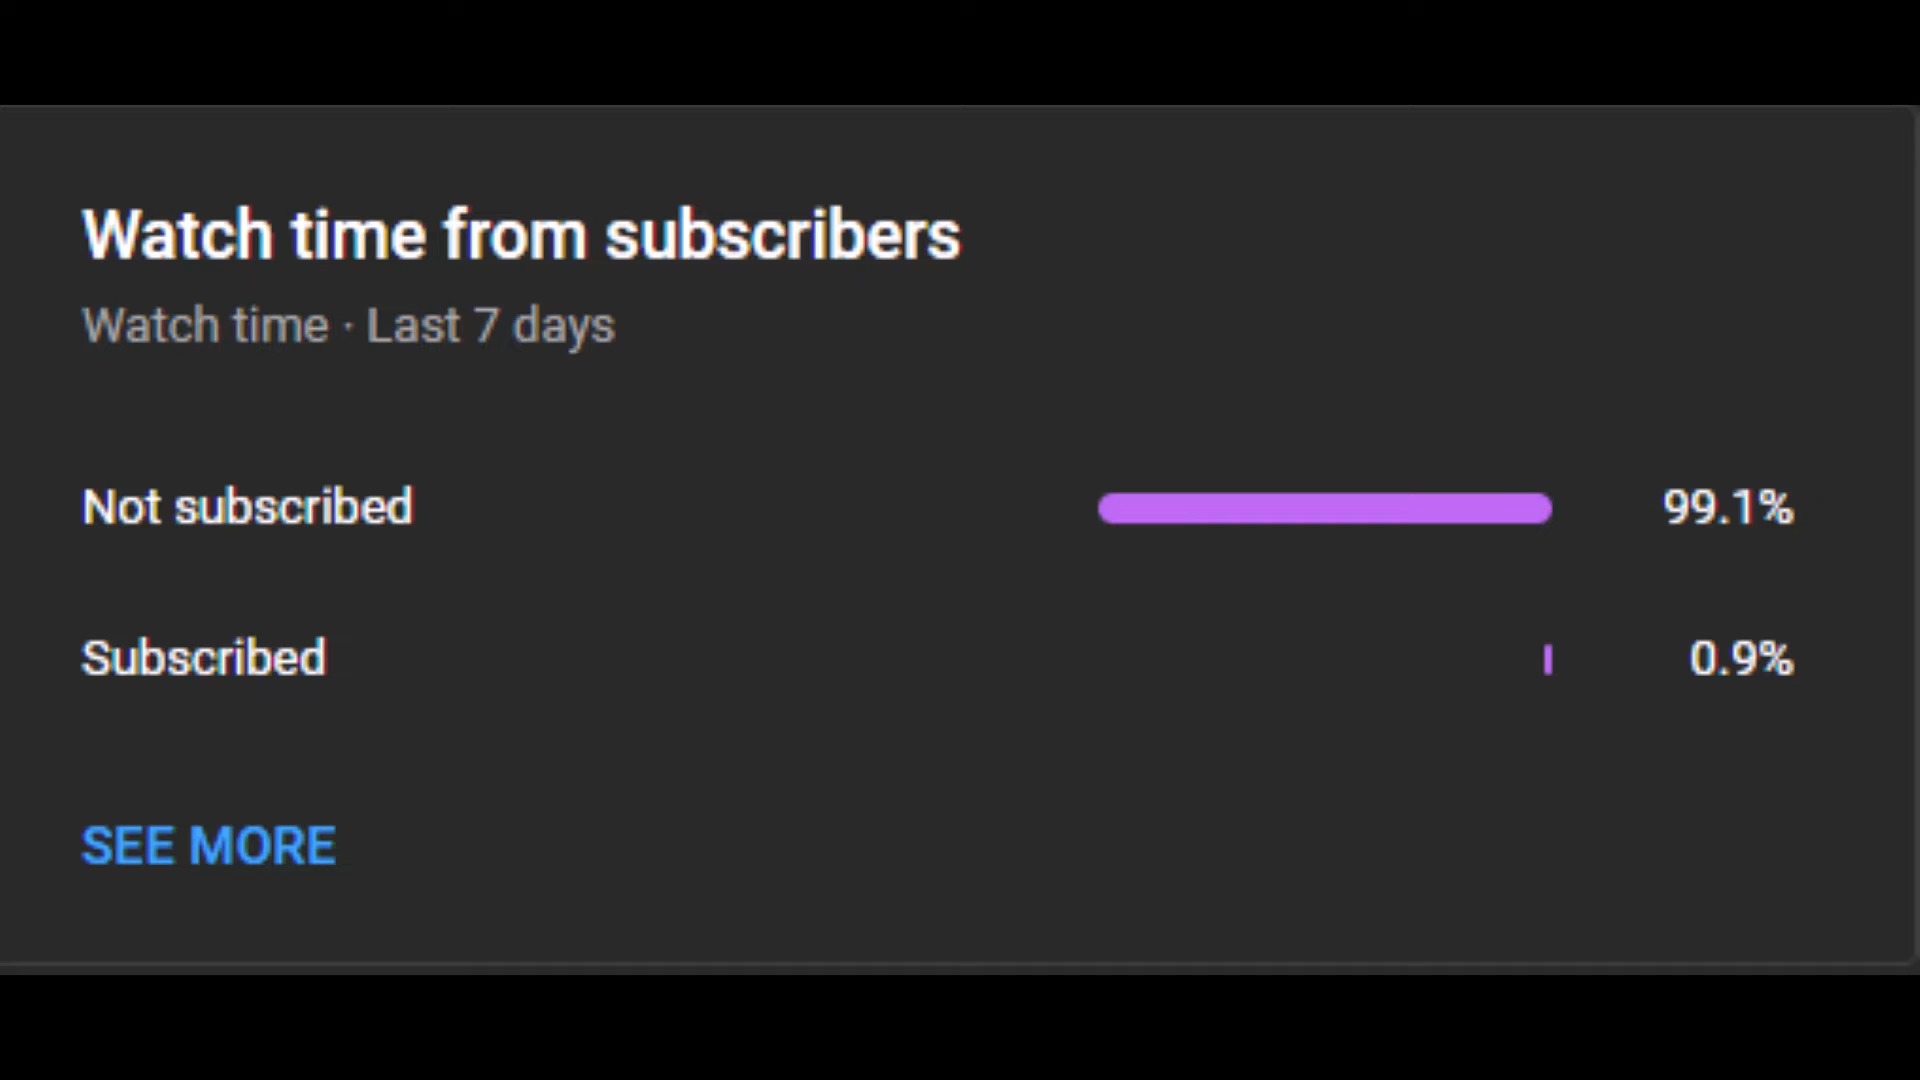 Watch time from subscribers
Watch time · Last 7 days
Not subscribed 99.1%
Subscribed 0.9%
SEE MORE